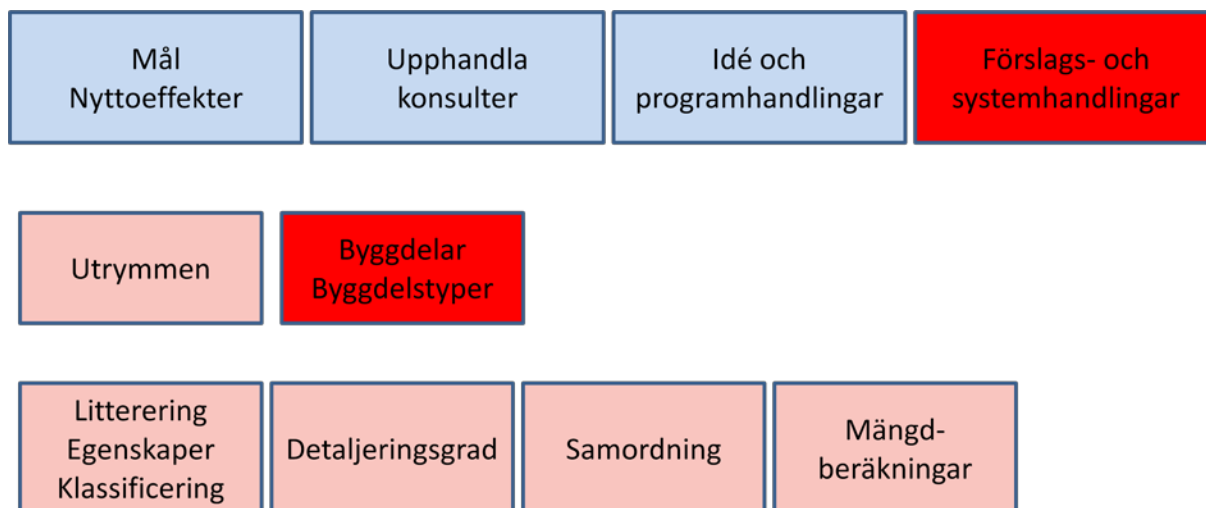 Mål
Nyttoeffekter
Upphandla
konsulter
Idé och
programhandlingar
Förslags- och
systemhandlingar
Utrymmen
Byggdelar
Byggdelstyper
Litterering
Egenskaper
Klassificering
Detaljeringsgrad
Samordning
Mängd-
beräkningar